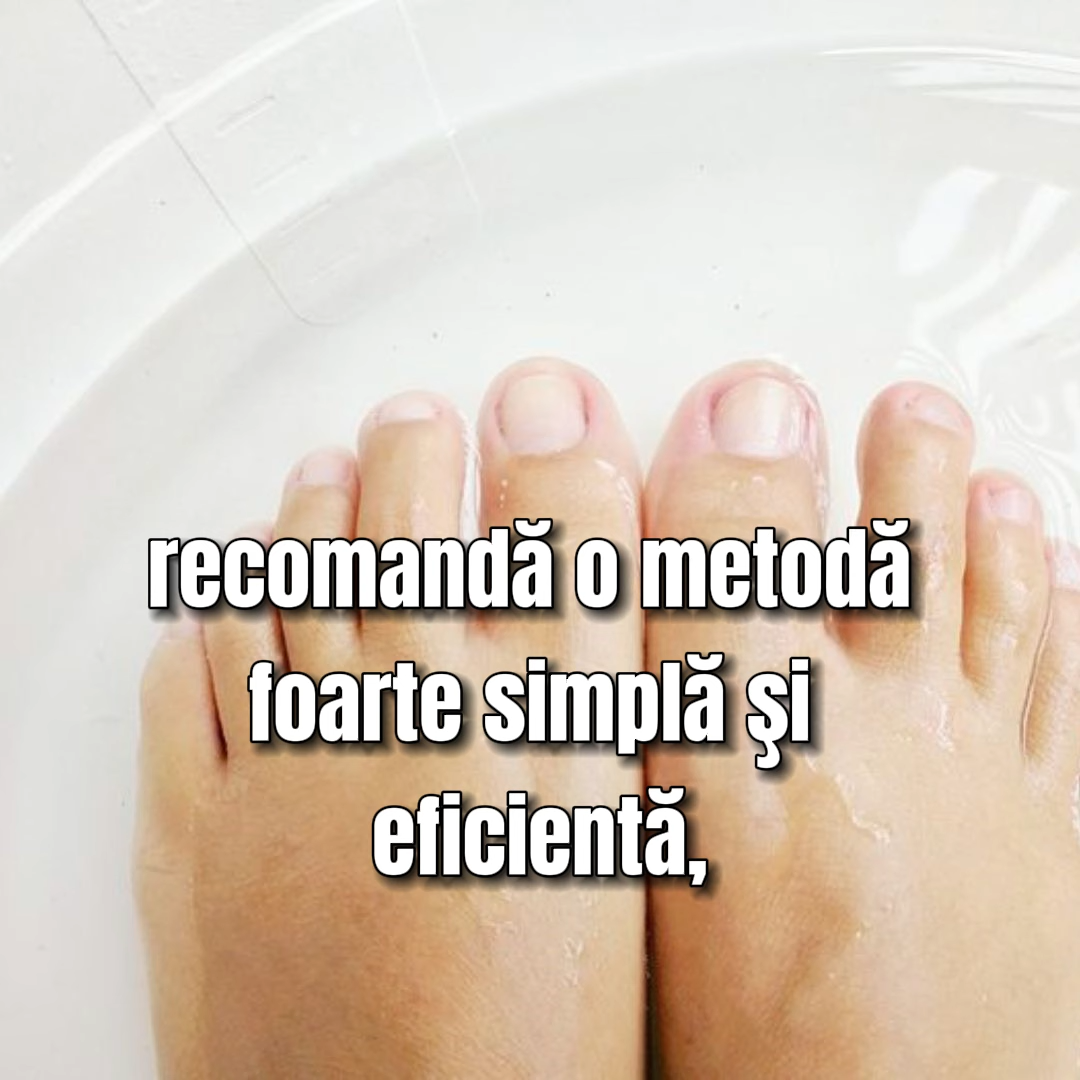 recomandă o metodă
foarte simplă şi
eficientă,